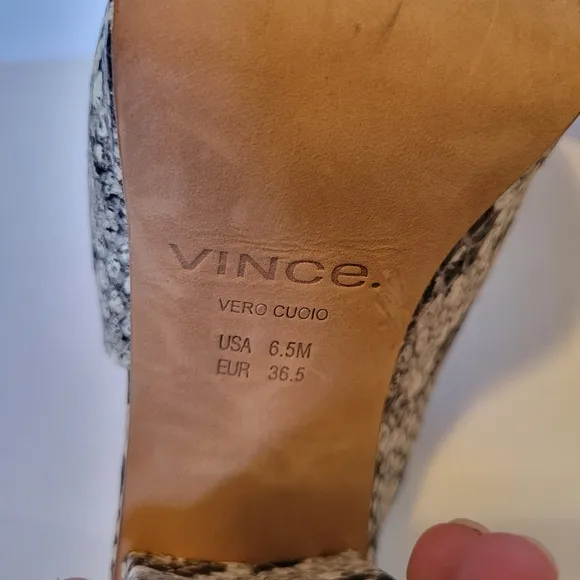 VINCe.
VERO CUOIO
USA 6.5M
EUR 36.5